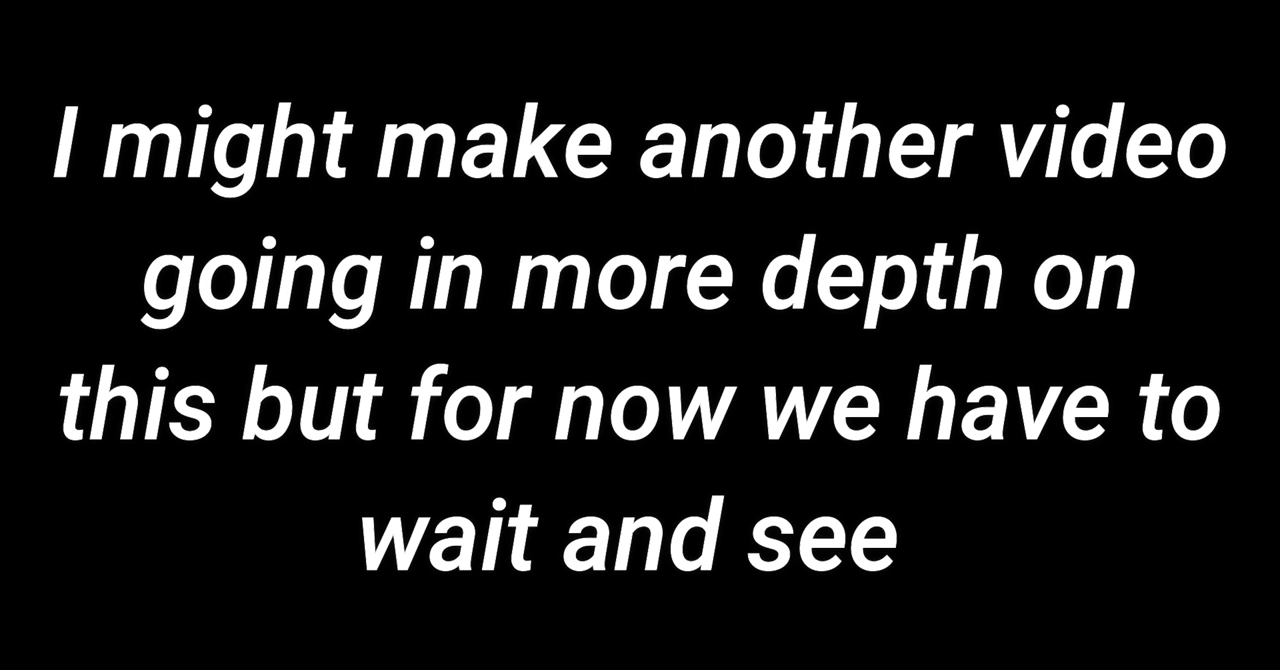 I might make another video
going in more depth on
this but for now we have to
wait and see